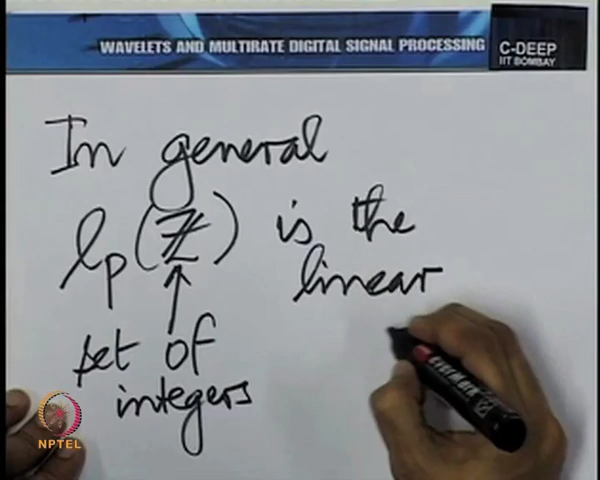 WAVELETS AND MULTIRATE DIGITAL SIGNAL PROCESSING
C-DEEP
IIT BOMBAY
In general
lp(ℤ) is the
linear
set of
integers
NPTEL